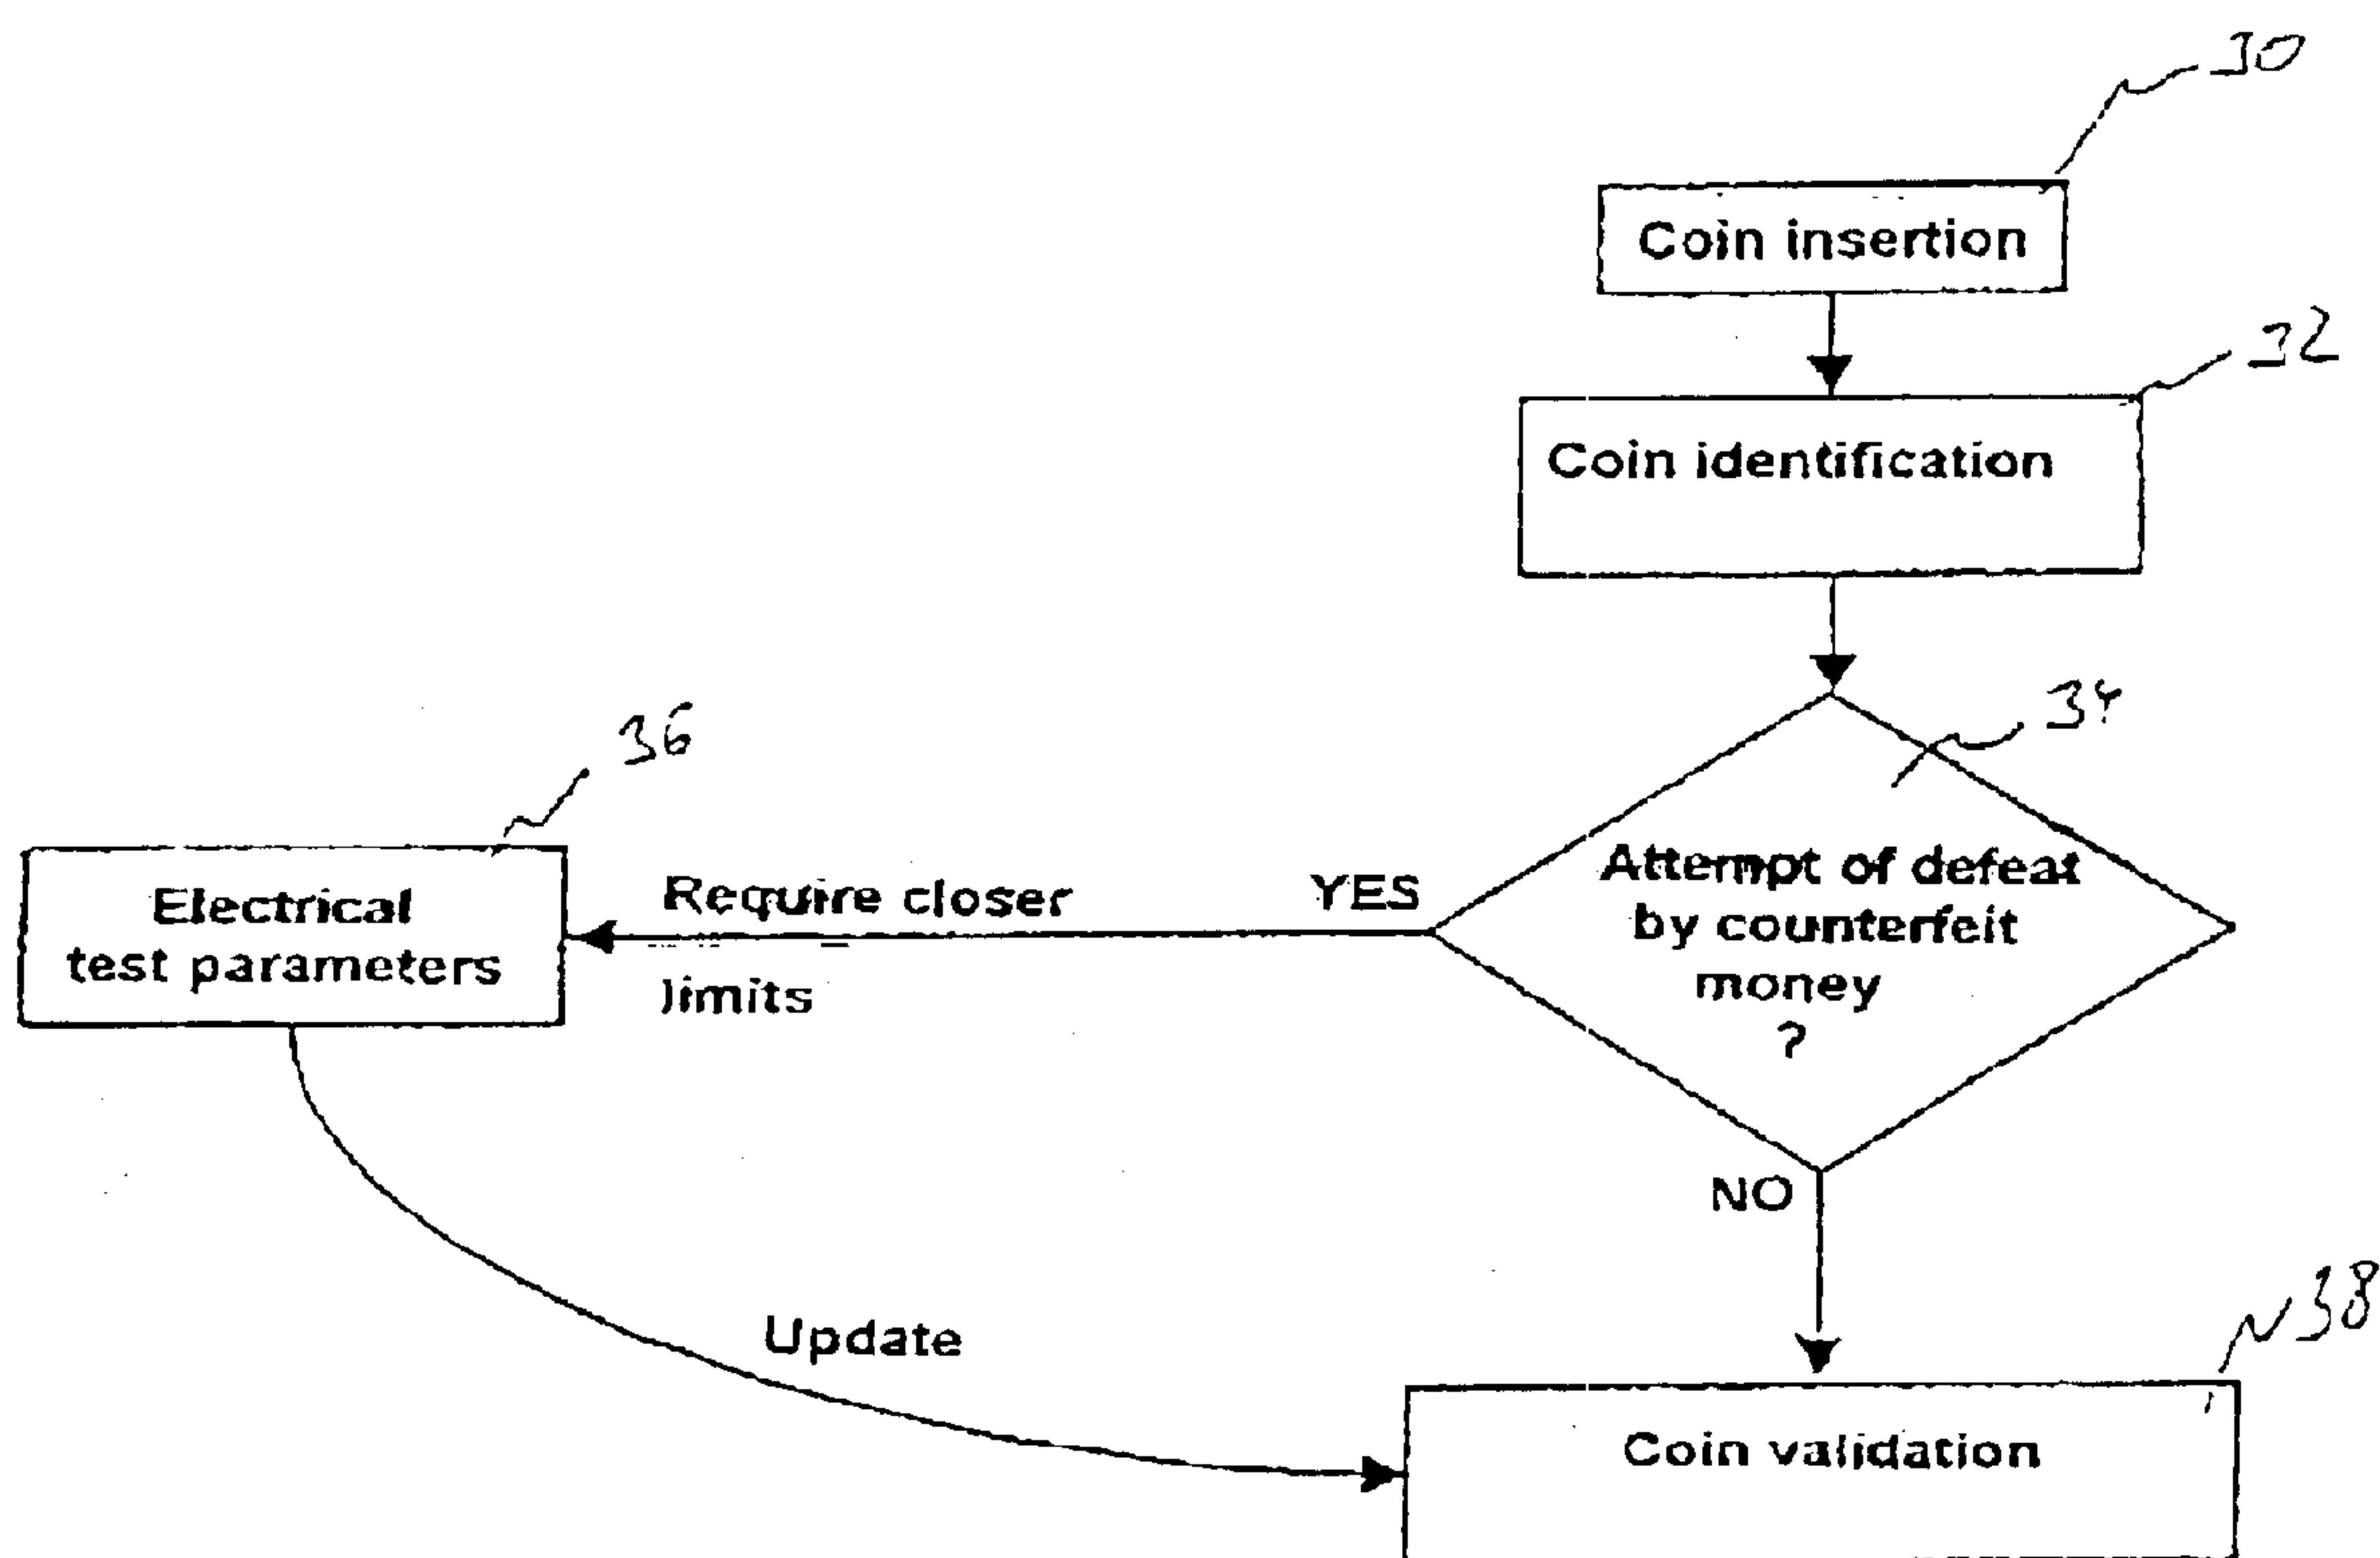 30
Coin insertion
32
Coin identification
34
36
Attempt of defeat
by counterfeit
money
?
YES
Require closer
limits
Electrical
test parameters
NO
Update
38
Coin validation